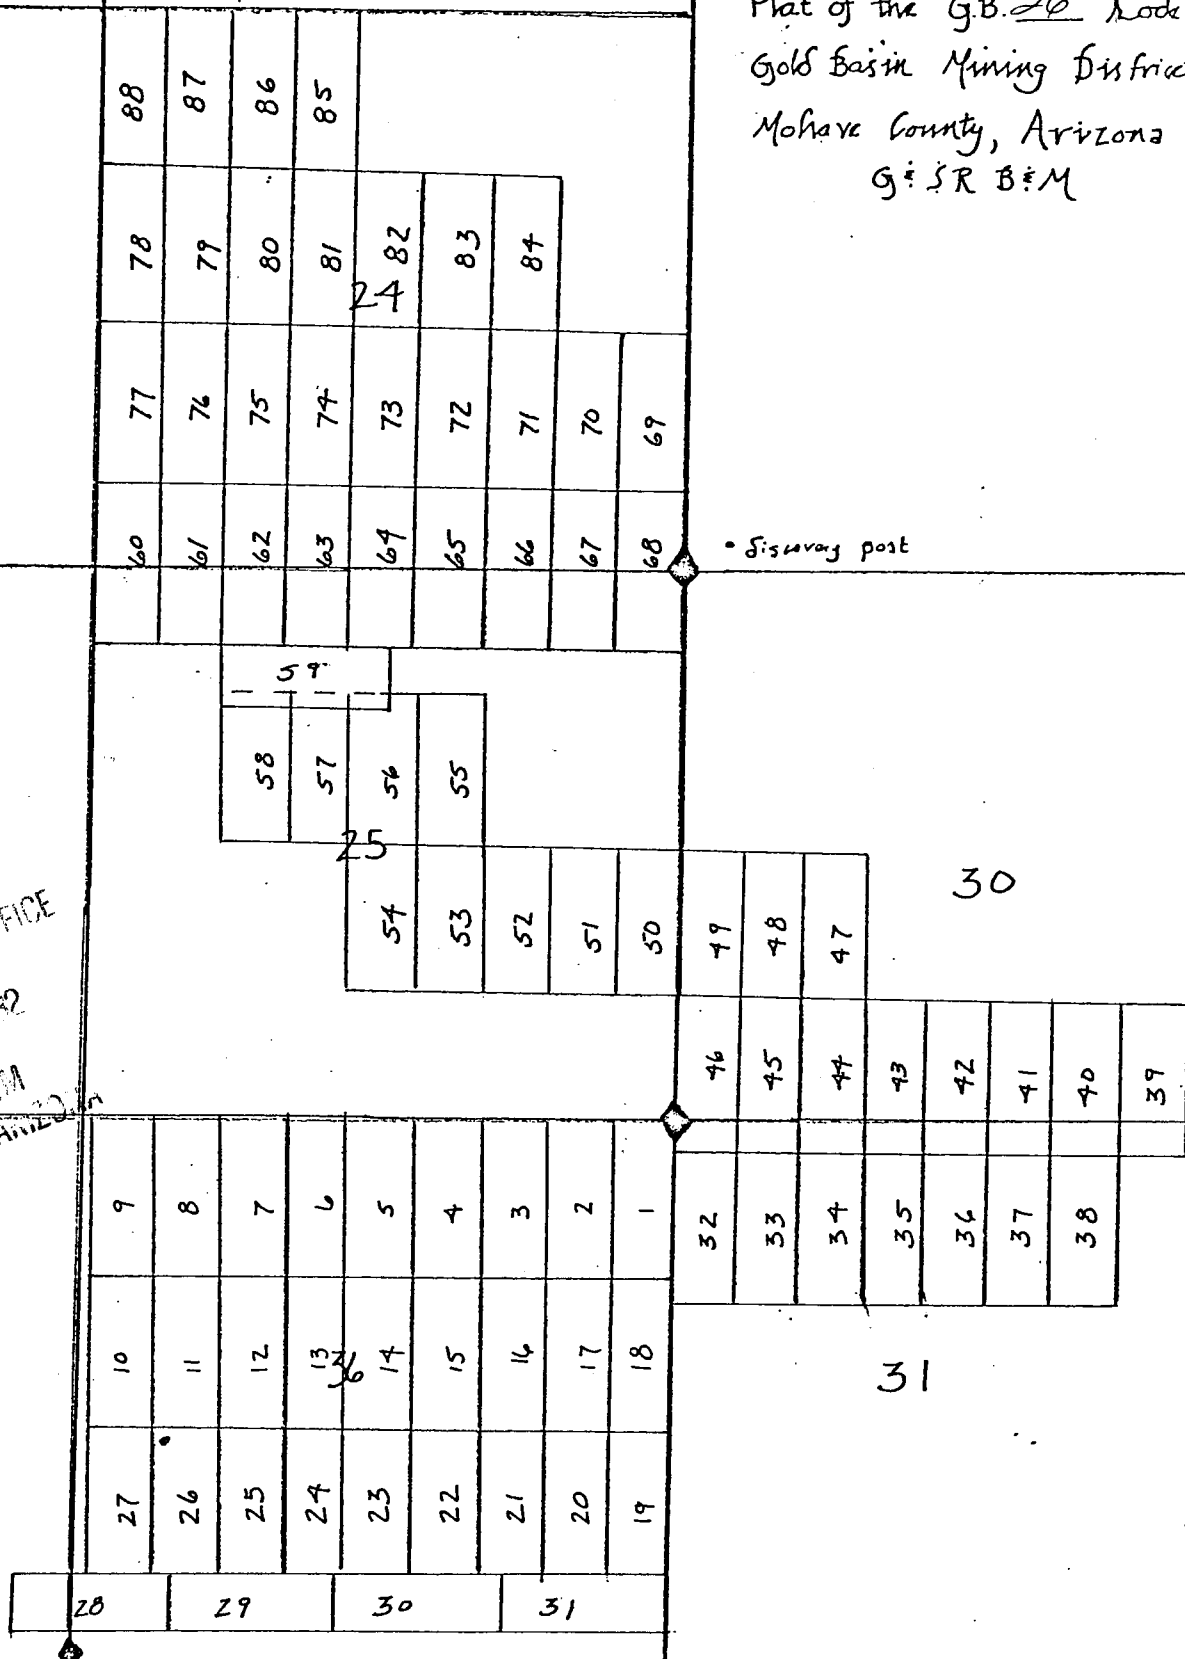 Plat of the G.B. 26 Lode
Gold Basin Mining District
Mohave County, Arizona
G & SR B & M
88 87 86 85
78 79 80 81 82 83 84
24
77 76 75 74 73 72 71 70 69
60 61 62 63 64 65 66 67 68
• discovery post
59
58 57 56 55
25
30
54 53 52 51 50 49 48 47
FICE
82
M
ARIZONA
46 45 44 43 42 41 40 39
9 8 7 6 5 4 3 2 1
32 33 34 35 36 37 38
10 11 12 13 14 15 16 17 18
36
31
27 26 25 24 23 22 21 20 19
28 29 30 31